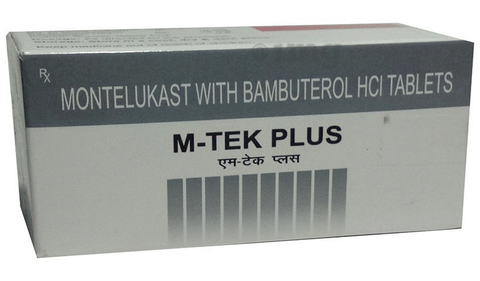 Rx
MONTELUKAST WITH BAMBUTEROL HCl TABLETS
M-TEK PLUS
एम-टेक प्लस